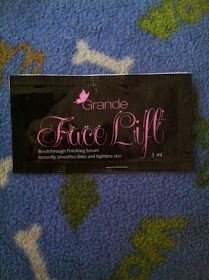 Grande
Face Lift
Breakthrough Finishing Serum
Instantly smoothes lines and tightens skin
3 ml